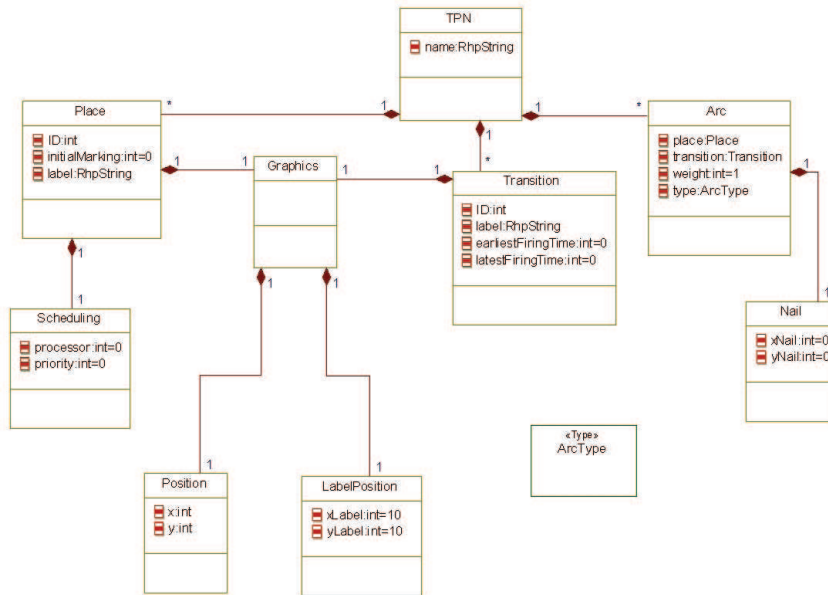 TPN
name:RhpString
Place
ID:int
initialMarking:int=0
label:RhpString
*
1
1
*
1
Arc
place:Place
transition:Transition
weight:int=1
type:ArcType
1
1
Graphics
1
1
*
Transition
ID:int
label:RhpString
earliestFiringTime:int=0
latestFiringTime:int=0
1
1
1
Scheduling
processor:int=0
priority:int=0
1
1
1
Nail
xNail:int=0
yNail:int=0
«Type»
ArcType
1
Position
x:int
y:int
1
LabelPosition
xLabel:int=10
yLabel:int=10